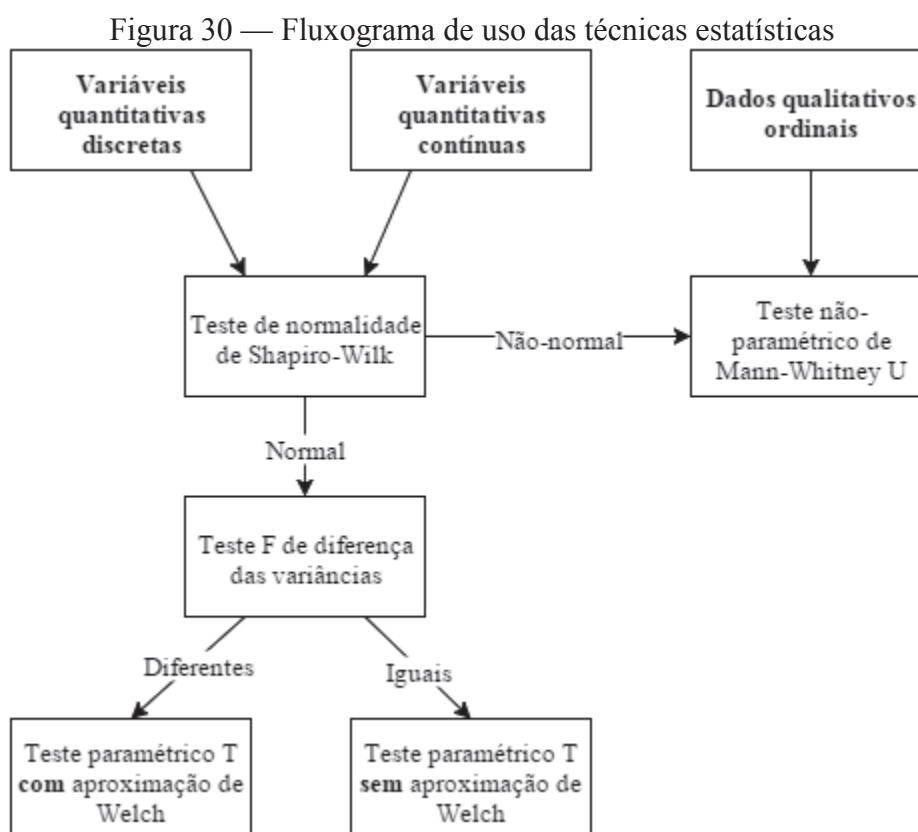 Figura 30 — Fluxograma de uso das técnicas estatísticas
Variáveis
quantitativas
discretas
Variáveis
quantitativas
contínuas
Dados qualitativos
ordinais
Teste de normalidade
de Shapiro-Wilk
Não-normal
Teste não-
paramétrico de
Mann-Whitney U
Normal
Teste F de diferença
das variâncias
Diferentes
Iguais
Teste paramétrico T
com aproximação de
Welch
Teste paramétrico T
sem aproximação de
Welch